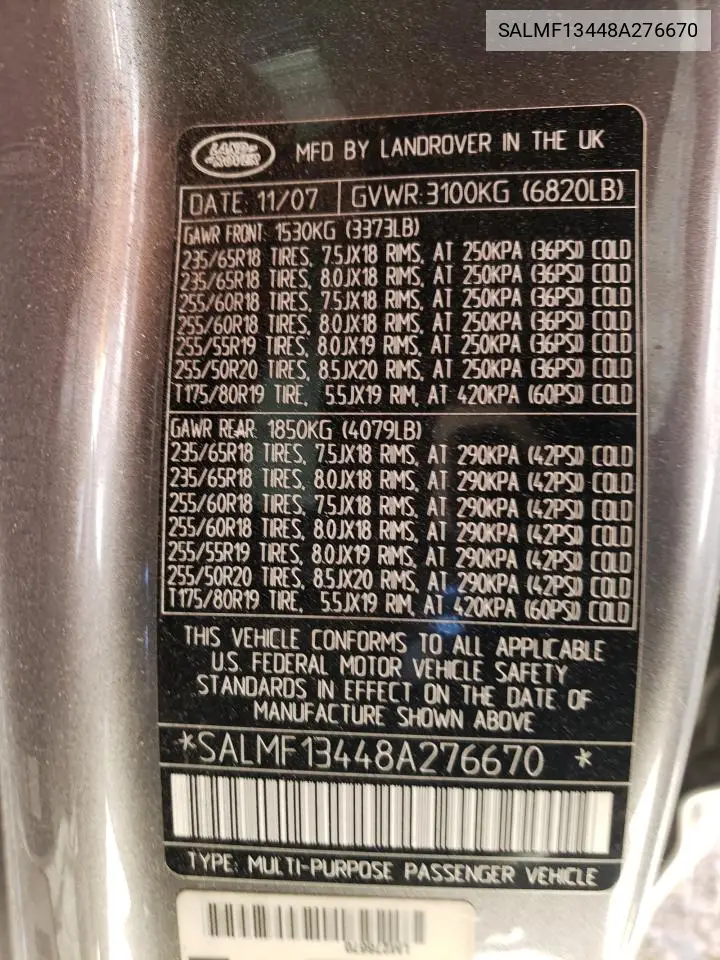 SALMF13448A276670
LAND ROVER MFD BY LANDROVER IN THE UK
DATE: 11/07 GVWR:3100KG (6820LB)
GAWR FRONT: 1530KG (3373LB)
235/65R18 TIRES, 7.5JX18 RIMS, AT 250KPA (36PSI) COLD
235/65R18 TIRES, 8.0JX18 RIMS, AT 250KPA (36PSI) COLD
255/60R18 TIRES, 7.5JX18 RIMS, AT 250KPA (36PSI) COLD
255/60R18 TIRES, 8.0JX18 RIMS, AT 250KPA (36PSI) COLD
255/55R19 TIRES, 8.0JX19 RIMS, AT 250KPA (36PSI) COLD
255/50R20 TIRES, 8.5JX20 RIMS, AT 250KPA (36PSI) COLD
T175/80R19 TIRE, 5.5JX19 RIM, AT 420KPA (60PSI) COLD
GAWR REAR: 1850KG (4079LB)
235/65R18 TIRES, 7.5JX18 RIMS, AT 290KPA (42PSI) COLD
235/65R18 TIRES, 8.0JX18 RIMS, AT 290KPA (42PSI) COLD
255/60R18 TIRES, 7.5JX18 RIMS, AT 290KPA (42PSI) COLD
255/60R18 TIRES, 8.0JX18 RIMS, AT 290KPA (42PSI) COLD
255/55R19 TIRES, 8.0JX19 RIMS, AT 290KPA (42PSI) COLD
255/50R20 TIRES, 8.5JX20 RIMS, AT 290KPA (42PSI) COLD
T175/80R19 TIRE, 5.5JX19 RIM, AT 420KPA (60PSI) COLD
THIS VEHICLE CONFORMS TO ALL APPLICABLE
U.S. FEDERAL MOTOR VEHICLE SAFETY
STANDARDS IN EFFECT ON THE DATE OF
MANUFACTURE SHOWN ABOVE
*SALMF13448A276670 *
TYPE: MULTI-PURPOSE PASSENGER VEHICLE